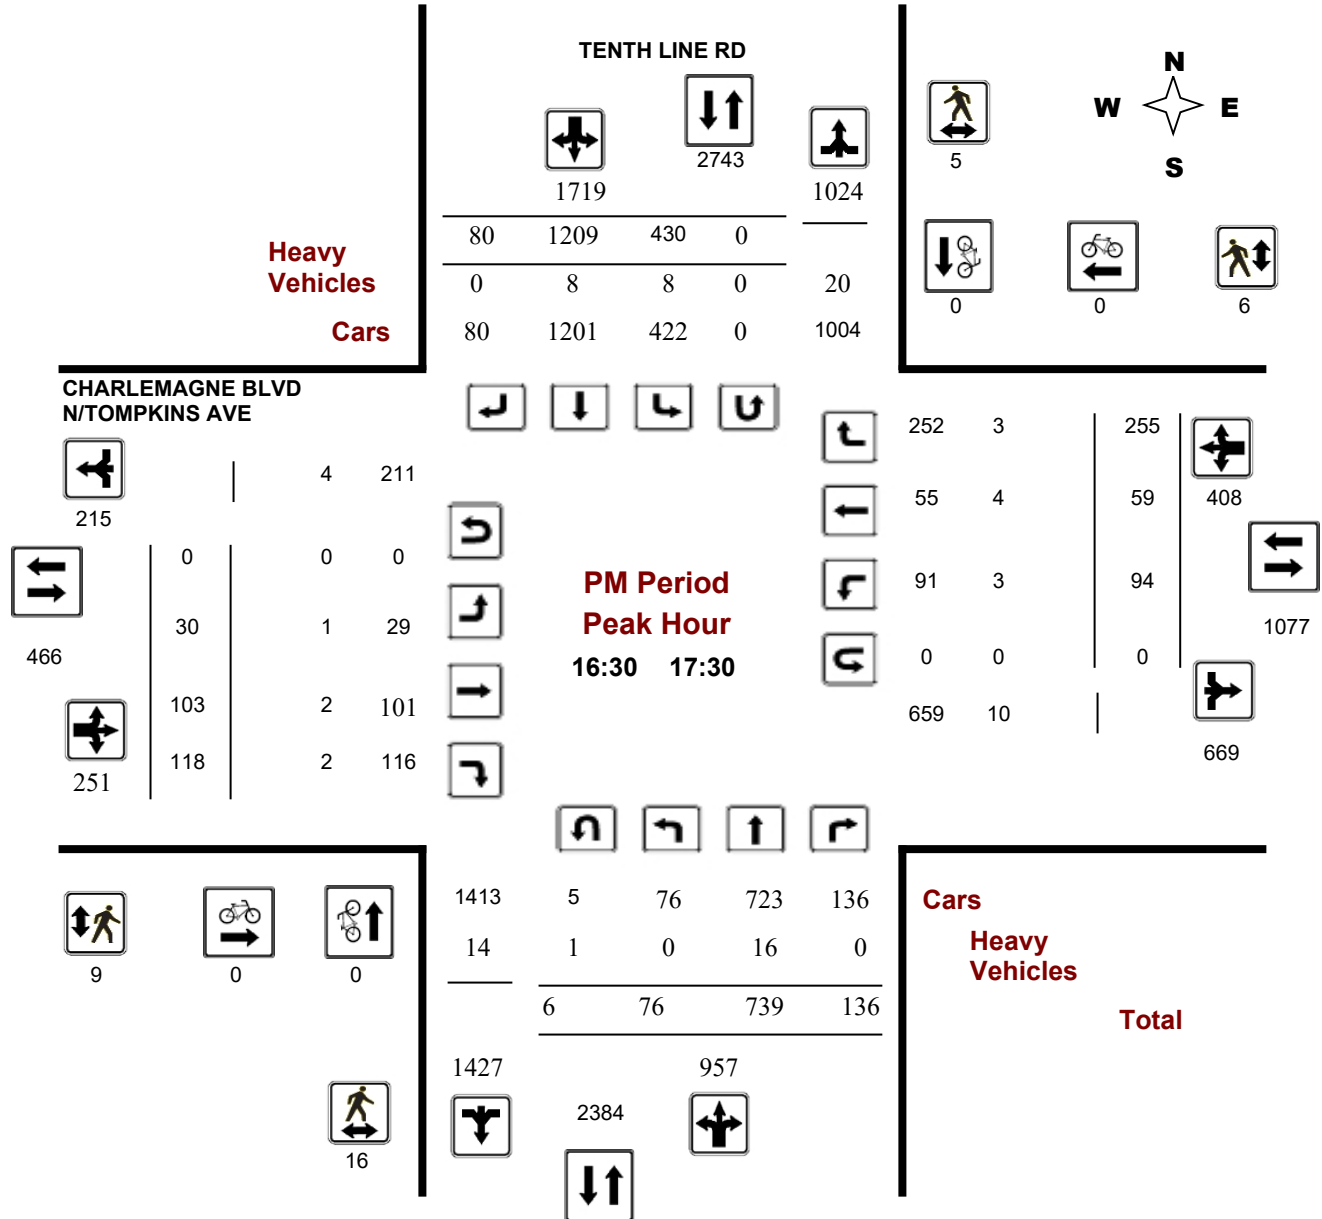 TENTH LINE RD
N
W E
S
2743
5
1719 1024
80 1209 430 0
Heavy
Vehicles
0 8 8 0 20
0 0 6
Cars 80 1201 422 0 1004
CHARLEMAGNE BLVD
N/TOMPKINS AVE
252 3 255
4 211
55 4 59 408
215
0 0 0
PM Period
91 3 94
Peak Hour
30 1 29
1077
466
16:30 17:30
0 0 0
103 2 101
659 10
118 2 116
669
251
1413 5 76 723 136 Cars
14 1 0 16 0 Heavy
Vehicles
9 0 0
6 76 739 136
Total
1427 957
2384
16